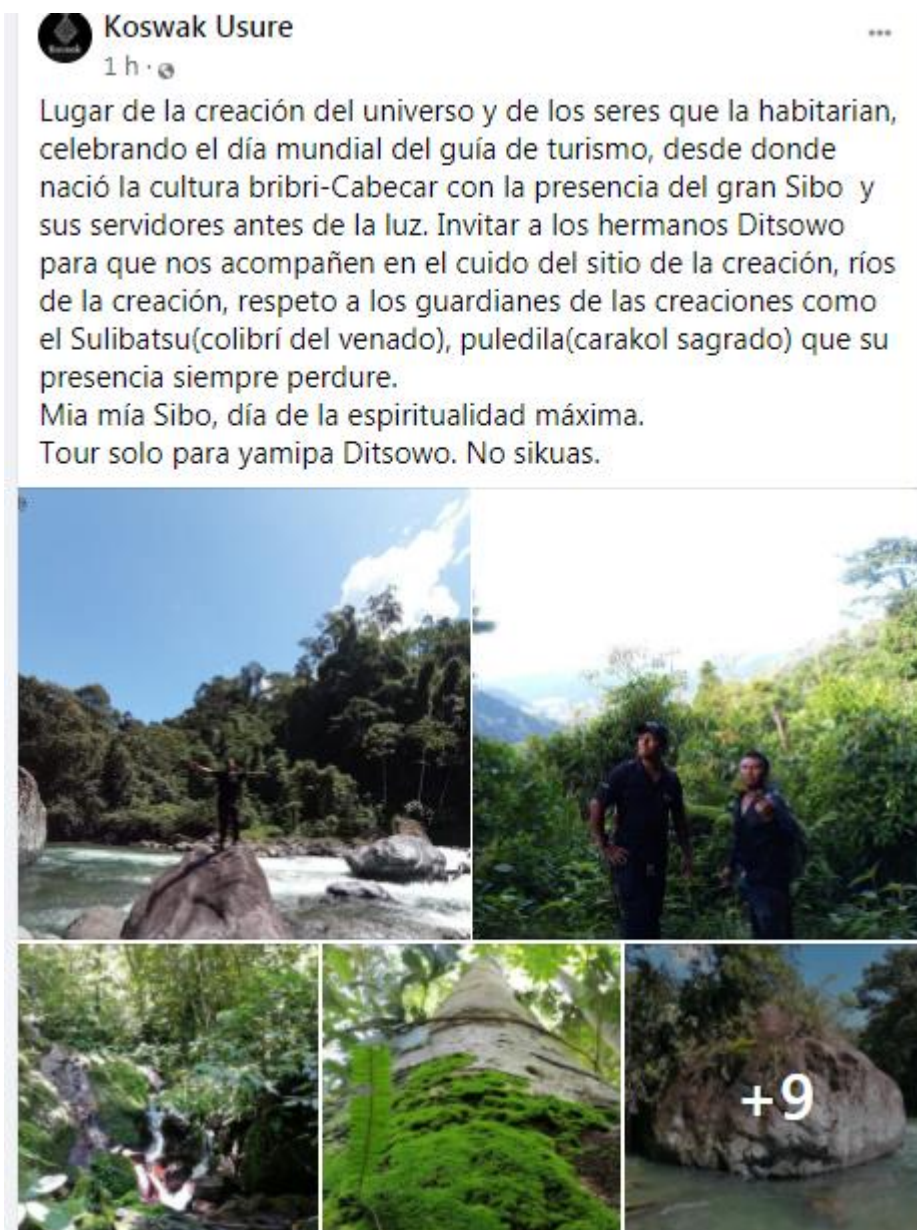 Koswak Usure
1 h ·
Lugar de la creación del universo y de los seres que la habitarian,
celebrando el día mundial del guía de turismo, desde donde
nació la cultura bribri-Cabecar con la presencia del gran Sibo y
sus servidores antes de la luz. Invitar a los hermanos Ditsowo
para que nos acompañen en el cuido del sitio de la creación, ríos
de la creación, respeto a los guardianes de las creaciones como
el Sulibatsu(colibrí del venado), puledila(carakol sagrado) que su
presencia siempre perdure.
Mia mía Sibo, día de la espiritualidad máxima.
Tour solo para yamipa Ditsowo. No sikuas.
+9